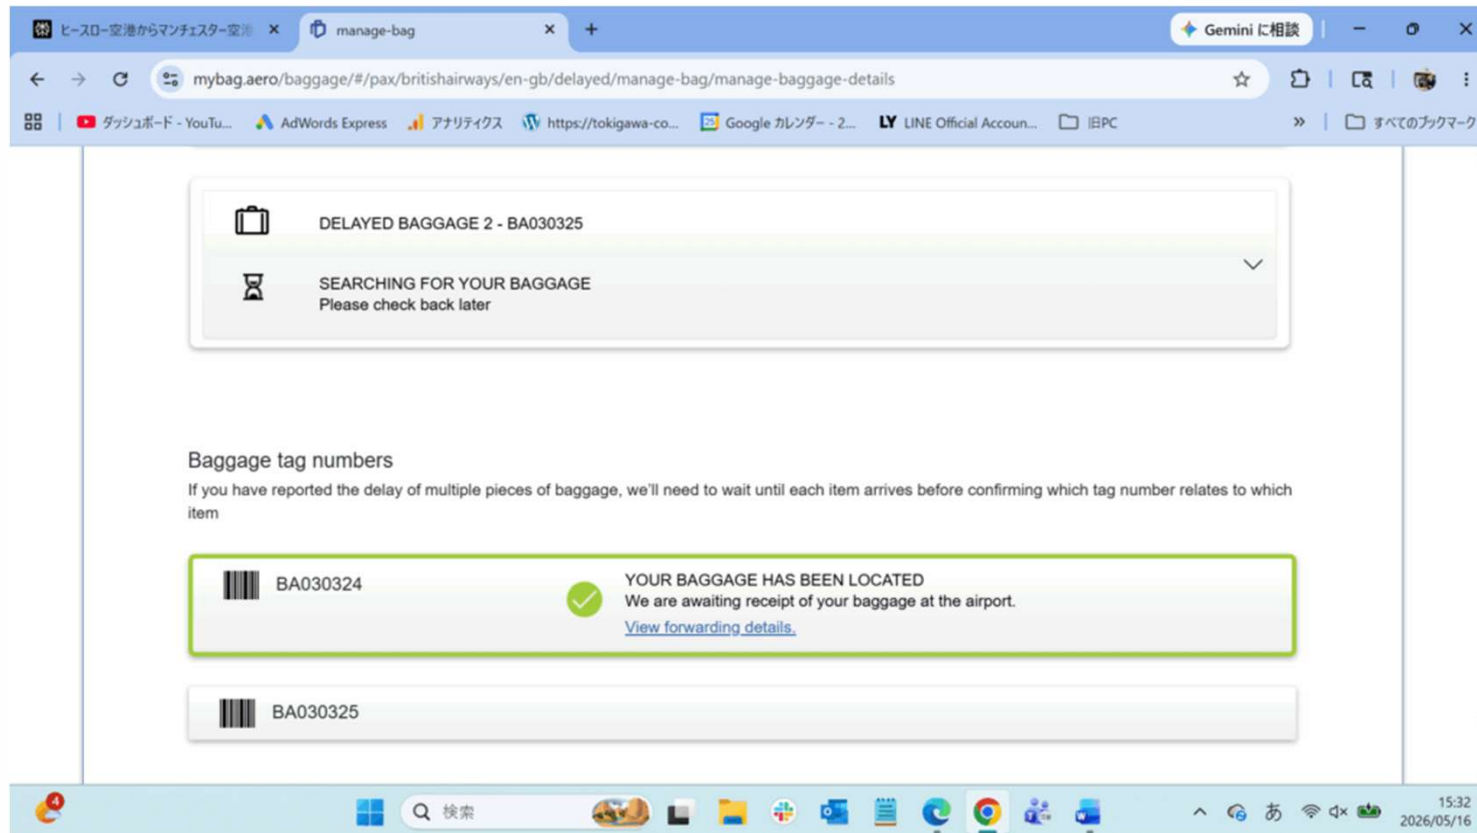 ヒースロー空港からマンチェスター空港
manage-bag
Gemini に相談
mybag.aero/baggage/#/pax/britishairways/en-gb/delayed/manage-bag/manage-baggage-details
ダッシュボード - YouTu...
AdWords Express
アナリティクス
https://tokigawa-co...
25
Google カレンダー - 2...
LY
LINE Official Accoun...
旧PC
»
すべてのブックマーク
DELAYED BAGGAGE 2 - BA030325
SEARCHING FOR YOUR BAGGAGE
Please check back later
Baggage tag numbers
If you have reported the delay of multiple pieces of baggage, we'll need to wait until each item arrives before confirming which tag number relates to which
item
BA030324
YOUR BAGGAGE HAS BEEN LOCATED
We are awaiting receipt of your baggage at the airport.
View forwarding details.
BA030325
4
検索
あ
15:32
2026/05/16